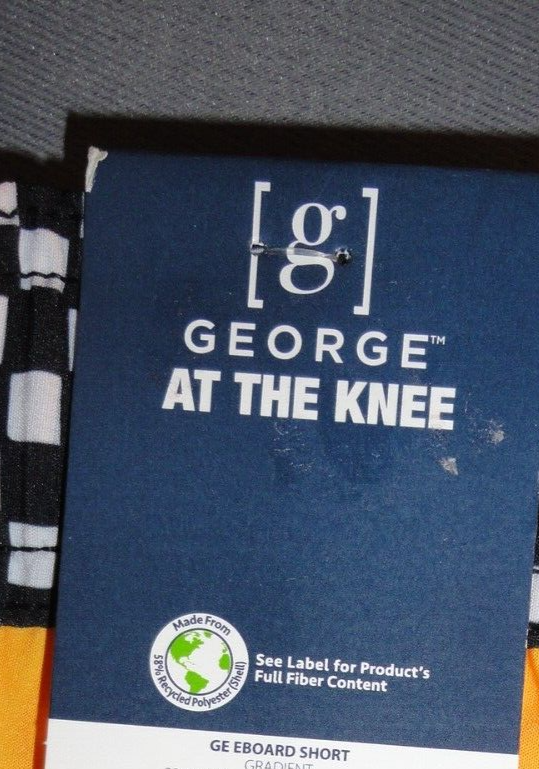 [g]
GEORGE™
AT THE KNEE
Made From
58% Recycled Polyester (Shell)
See Label for Product's
Full Fiber Content
GE EBOARD SHORT
GRADIENT